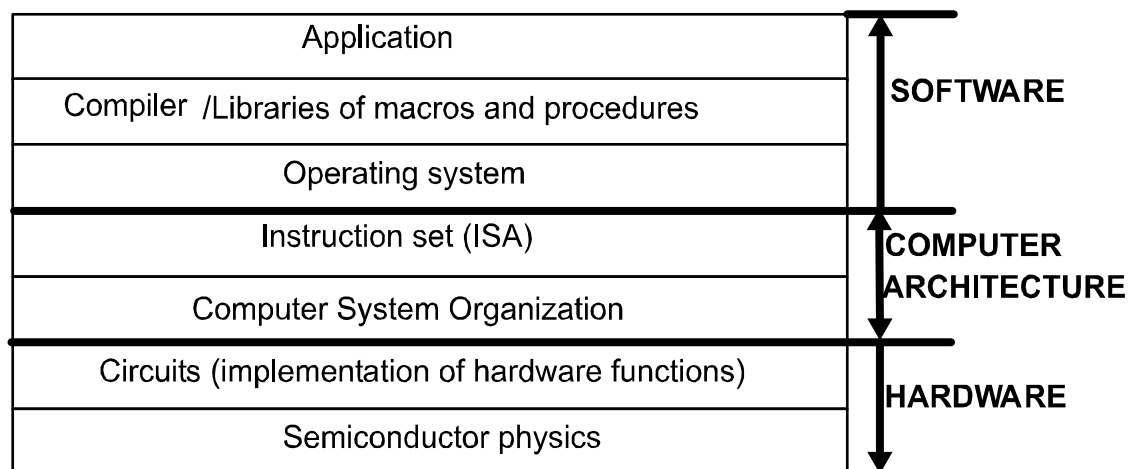 Application
Compiler /Libraries of macros and procedures
SOFTWARE
Operating system
Instruction set (ISA)
COMPUTER
ARCHITECTURE
Computer System Organization
Circuits (implementation of hardware functions)
HARDWARE
Semiconductor physics